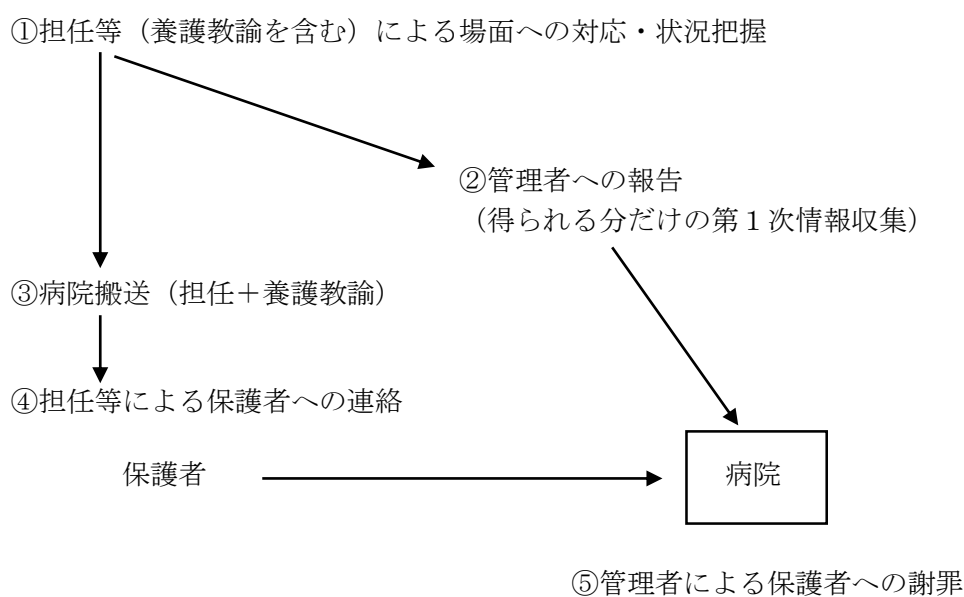 ①担任等（養護教諭を含む）による場面への対応・状況把握
②管理者への報告
（得られる分だけの第１次情報収集）
③病院搬送（担任＋養護教諭）
④担任等による保護者への連絡
保護者
病院
⑤管理者による保護者への謝罪